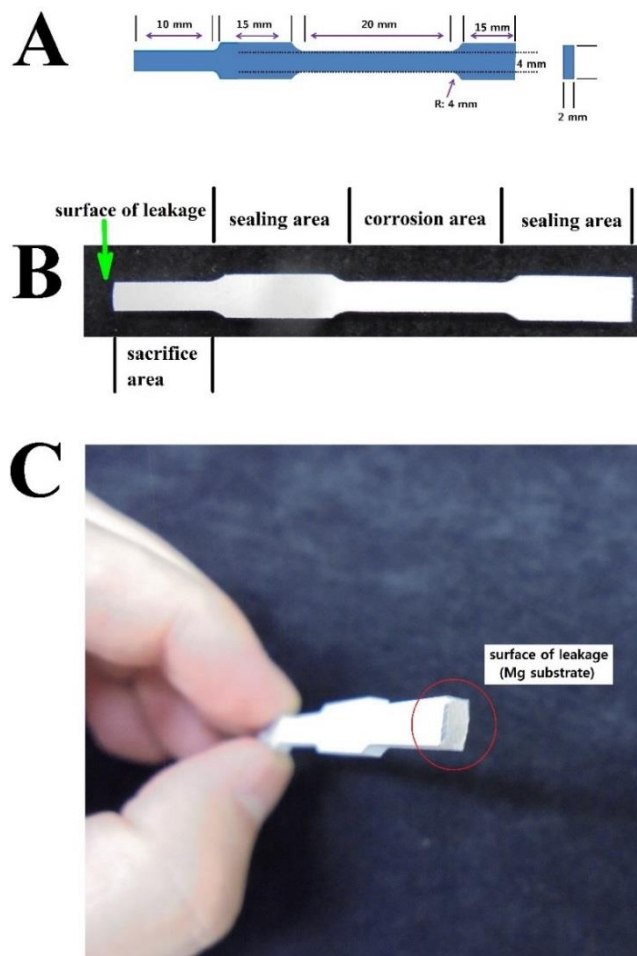 A
10 mm
15 mm
20 mm
15 mm
4 mm
R: 4 mm
2 mm
B
surface of leakage
sealing area
corrosion area
sealing area
sacrifice
area
C
surface of leakage
(Mg substrate)